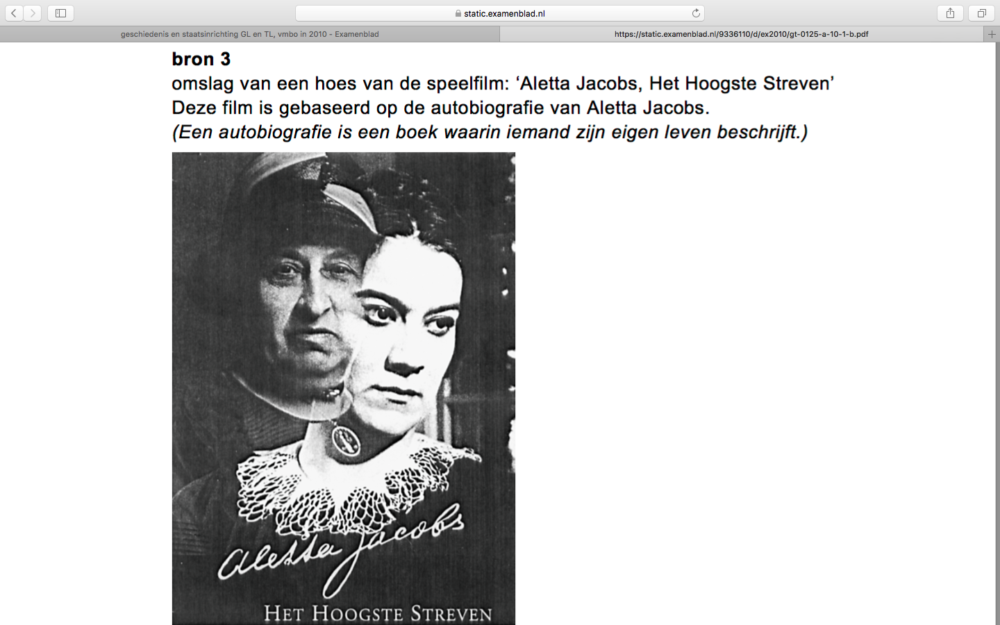 static.examenblad.nl
geschiedenis en staatsinrichting GL en TL, vmbo in 2010 - Examenblad
https://static.examenblad.nl/9336110/d/ex2010/gt-0125-a-10-1-b.pdf
bron 3
omslag van een hoes van de speelfilm: ‘Aletta Jacobs, Het Hoogste Streven’
Deze film is gebaseerd op de autobiografie van Aletta Jacobs.
(Een autobiografie is een boek waarin iemand zijn eigen leven beschrijft.)
Aletta Jacobs
HET HOOGSTE STREVEN